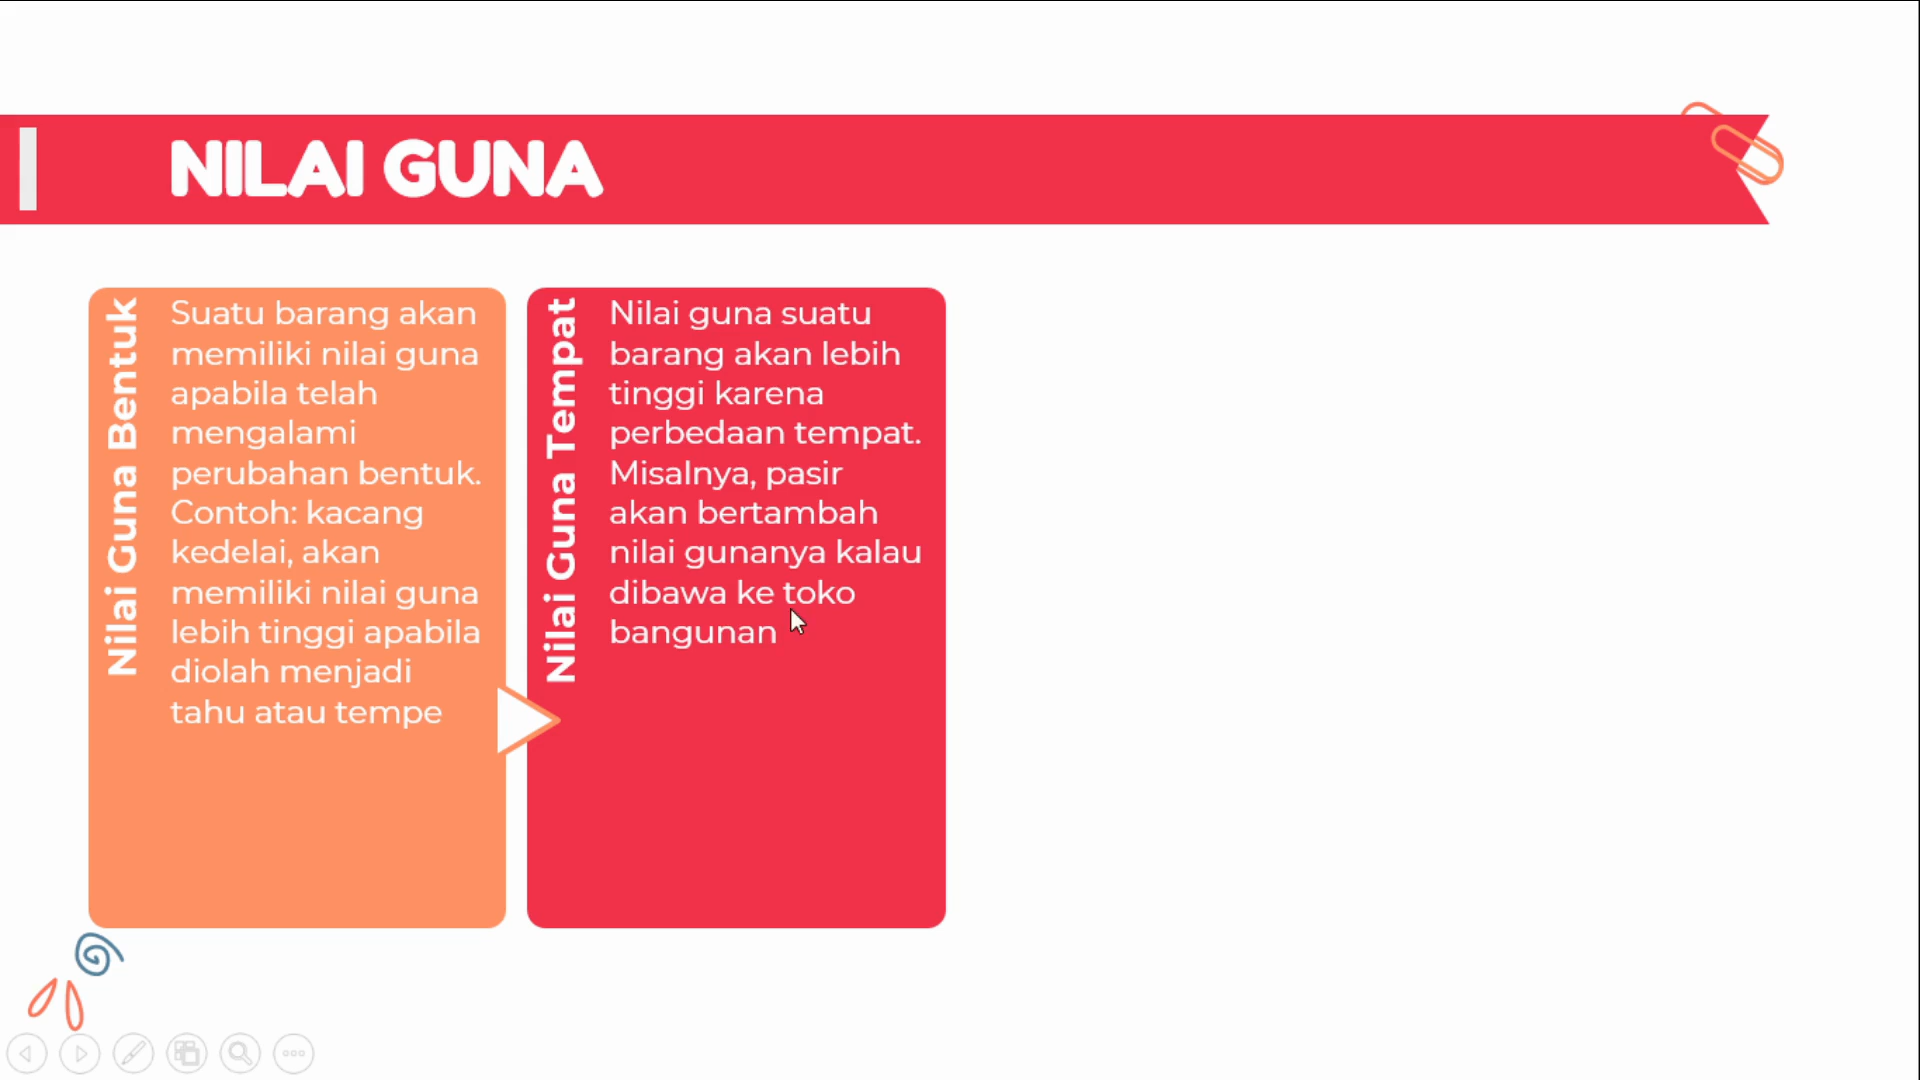 NILAI GUNA
Nilai Guna Bentuk
Suatu barang akan
memiliki nilai guna
apabila telah
mengalami
perubahan bentuk.
Contoh: kacang
kedelai, akan
memiliki nilai guna
lebih tinggi apabila
diolah menjadi
tahu atau tempe
Nilai Guna Tempat
Nilai guna suatu
barang akan lebih
tinggi karena
perbedaan tempat.
Misalnya, pasir
akan bertambah
nilai gunanya kalau
dibawa ke toko
bangunan